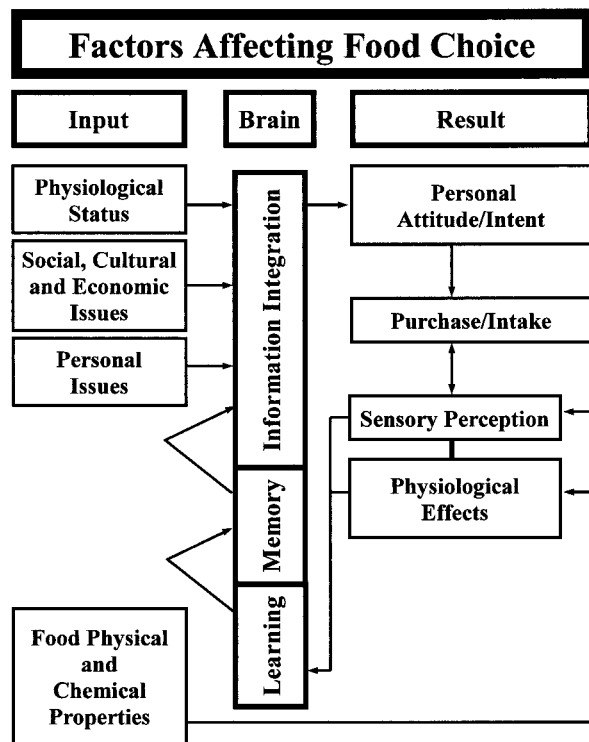 Factors Affecting Food Choice
Input
Brain
Result
Physiological
Status
Social, Cultural
and Economic
Issues
Personal
Issues
Food Physical
and
Chemical
Properties
Information Integration
Memory
Learning
Personal
Attitude/Intent
Purchase/Intake
Sensory Perception
Physiological
Effects